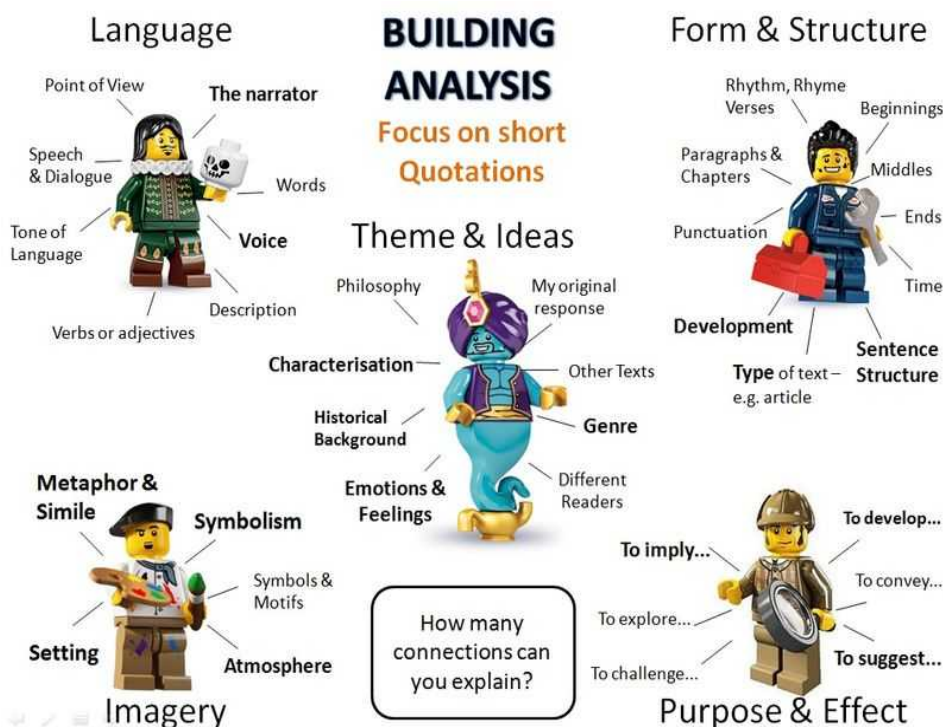 Language
Point of View
The narrator
Speech
& Dialogue
Words
Tone of
Language
Voice
Description
Verbs or adjectives
BUILDING
ANALYSIS
Focus on short
Quotations
Form & Structure
Rhythm, Rhyme
Verses
Beginnings
Paragraphs &
Chapters
Middles
Punctuation
Ends
Time
Development
Type of text –
e.g. article
Sentence
Structure
Theme & Ideas
Philosophy
My original
response
Characterisation
Other Texts
Historical
Background
Genre
Emotions &
Feelings
Different
Readers
Metaphor &
Simile
Symbolism
Symbols &
Motifs
Setting
Atmosphere
Imagery
How many
connections can
you explain?
To imply...
To develop...
To convey...
To explore...
To suggest...
To challenge...
Purpose & Effect